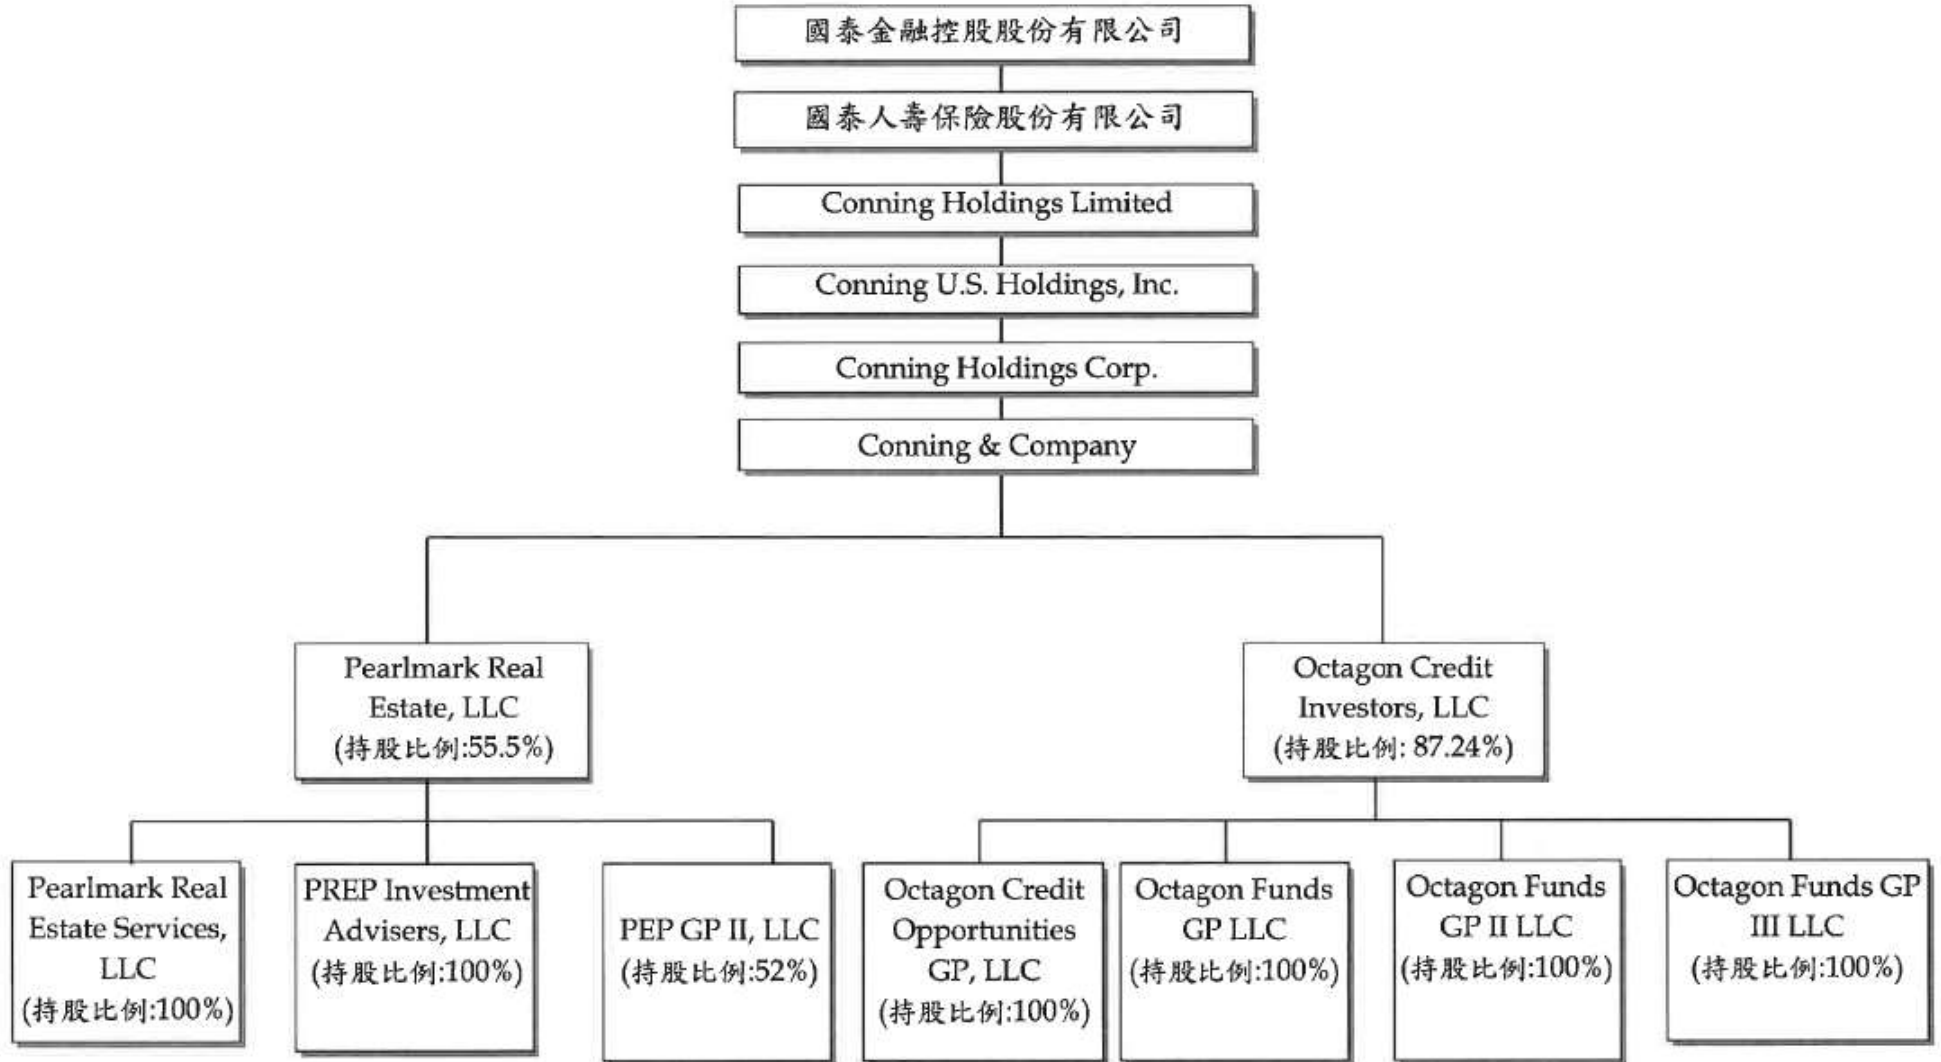 國泰金融控股股份有限公司
國泰人壽保險股份有限公司
Conning Holdings Limited
Conning U.S. Holdings, Inc.
Conning Holdings Corp.
Conning & Company
Pearlmark Real
Estate, LLC
(持股比例:55.5%)
Octagon Credit
Investors, LLC
(持股比例: 87.24%)
Pearlmark Real
Estate Services,
LLC
(持股比例:100%)
PREP Investment
Advisers, LLC
(持股比例:100%)
PEP GP II, LLC
(持股比例:52%)
Octagon Credit
Opportunities
GP, LLC
(持股比例:100%)
Octagon Funds
GP LLC
(持股比例:100%)
Octagon Funds
GP II LLC
(持股比例:100%)
Octagon Funds GP
III LLC
(持股比例:100%)